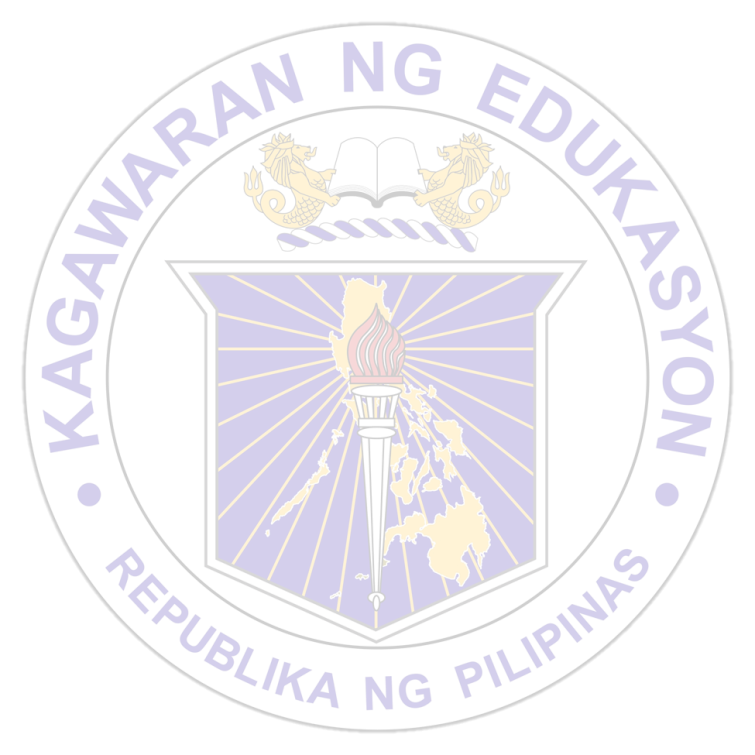 KAGAWARAN NG EDUKASYON
REPUBLIKA NG PILIPINAS